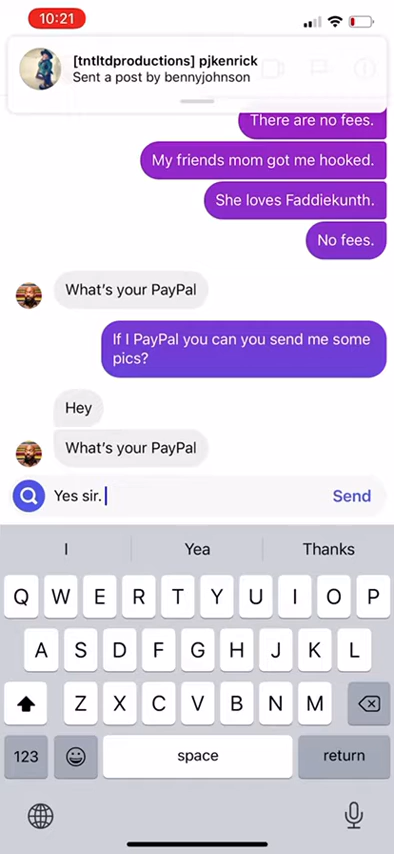 10:21
[tntltdproductions] pjkenrick
Sent a post by bennyjohnson
There are no fees.
My friends mom got me hooked.
She loves Faddiekunth.
No fees.
What's your PayPal
If I PayPal you can you send me some
pics?
Hey
What's your PayPal
Yes sir.
Send
I
Yea
Thanks
Q W E R T Y U I O P
A S D F G H J K L
Z X C V B N M
123
space
return